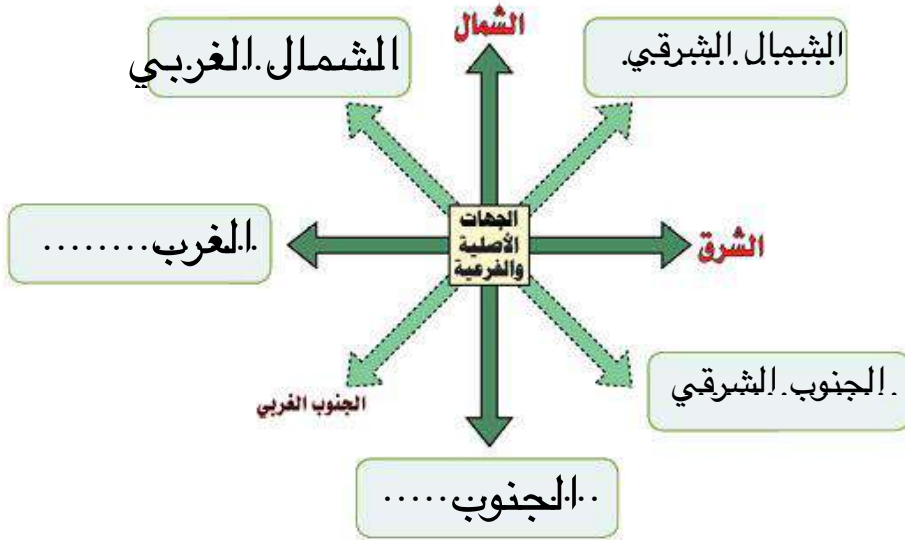 الشمال
الشمال الشرقي
الشمال الغربي
الجهات
الأصلية
والفرعية
الشرق
الغرب........
الجنوب الشرقي
الجنوب الغربي
..الجنوب.....